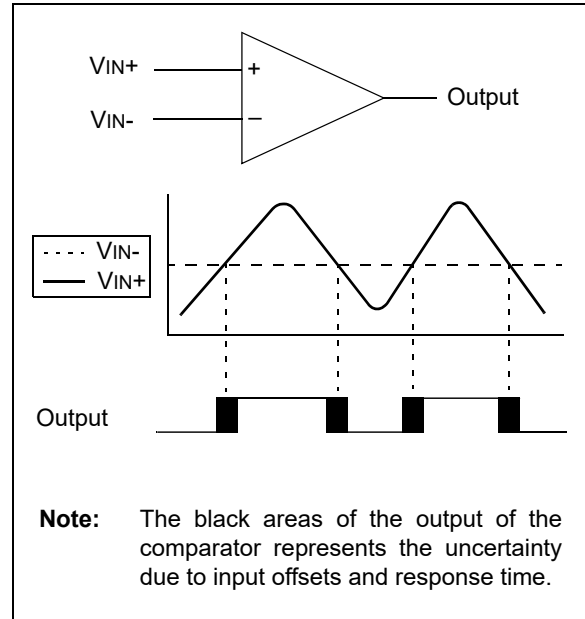 VIN+
+
Output
VIN-
−
VIN-
VIN+
Output
Note: The black areas of the output of the
comparator represents the uncertainty
due to input offsets and response time.